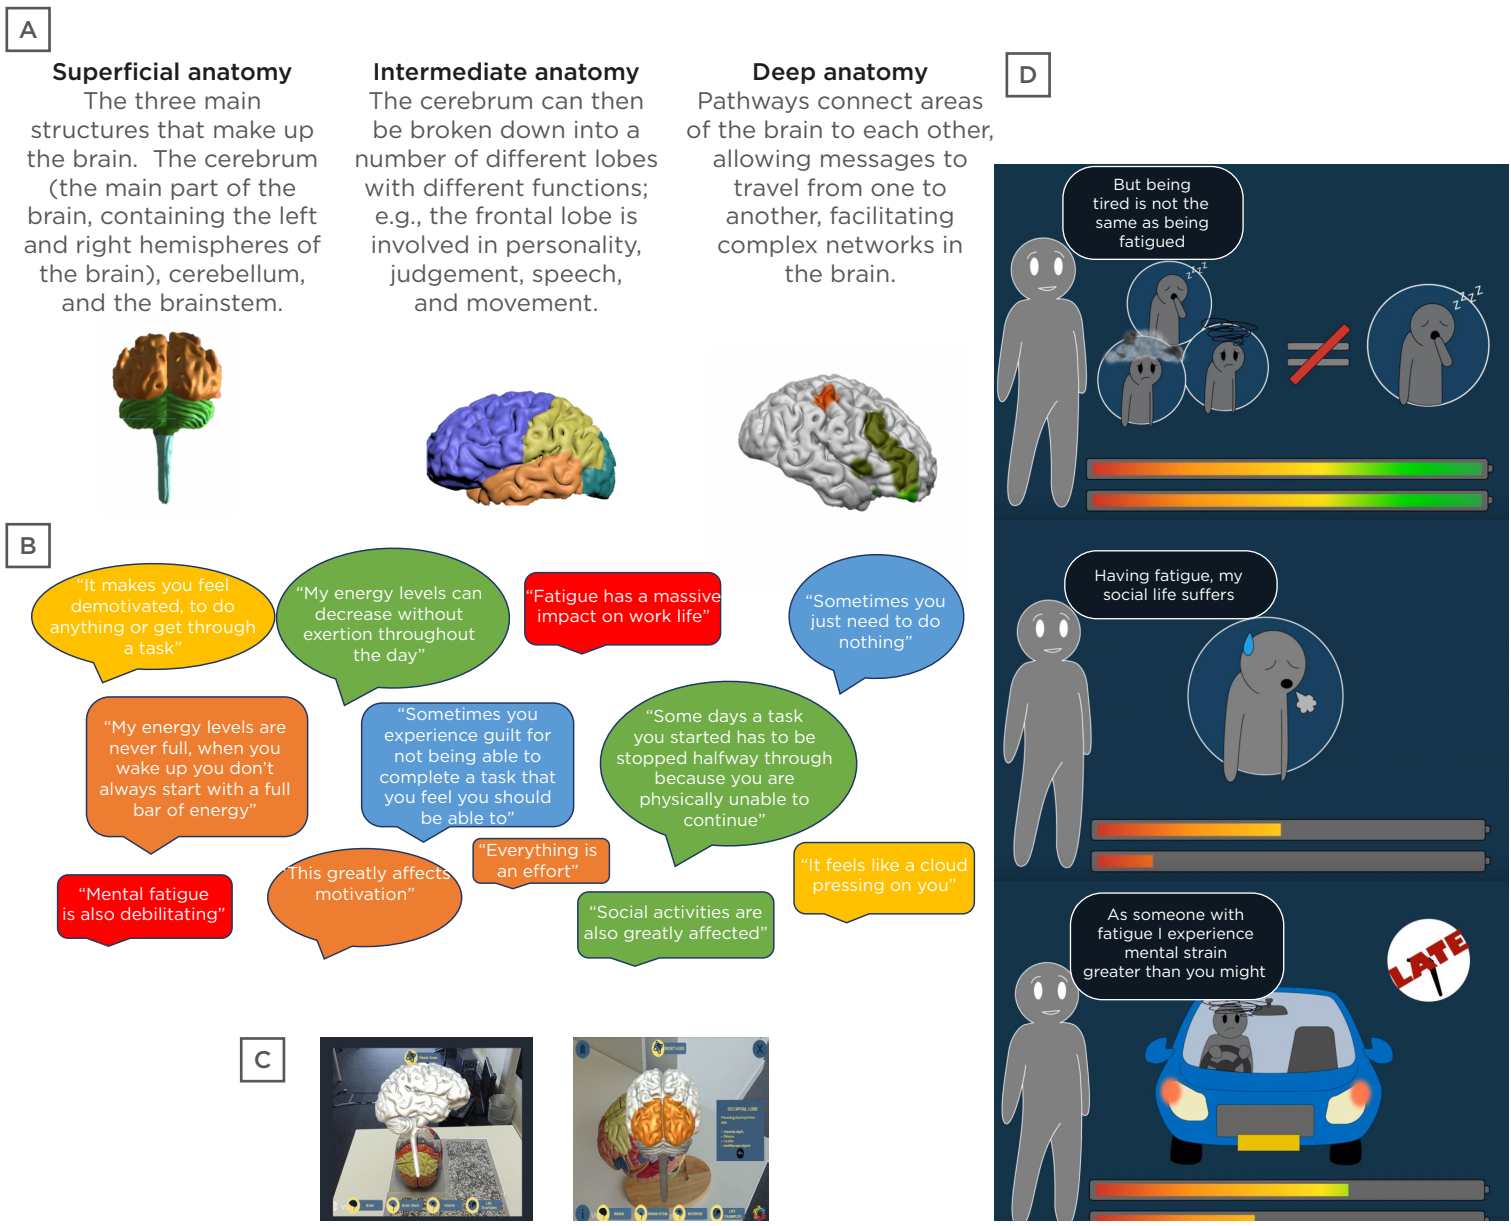 A
Superficial anatomy
The three main
structures that make up
the brain.  The cerebrum
(the main part of the
brain, containing the left
and right hemispheres of
the brain), cerebellum,
and the brainstem.
Intermediate anatomy
The cerebrum can then
be broken down into a
number of different lobes
with different functions;
e.g., the frontal lobe is
involved in personality,
judgement, speech,
and movement.
Deep anatomy
Pathways connect areas
of the brain to each other,
allowing messages to
travel from one to
another, facilitating
complex networks in
the brain.
B
“It makes you feel
demotivated, to do
anything or get through
a task”
“My energy levels can
decrease without
exertion throughout
the day”
“Fatigue has a massive
impact on work life”
“Sometimes you
just need to do
nothing”
“My energy levels are
never full, when you
wake up you don’t
always start with a full
bar of energy”
“Sometimes you
experience guilt for
not being able to
complete a task that
you feel you should
be able to”
“Some days a task
you started has to be
stopped halfway through
because you are
physically unable to
continue”
“Mental fatigue
is also debilitating”
“This greatly affects
motivation”
“Everything is
an effort”
“Social activities are
also greatly affected”
“It feels like a cloud
pressing on you”
C
OCCIPITAL LOBE
BRAIN
BRAIN STEM
INTERIOR
LIFE
EXAMPLES
D
But being
tired is not the
same as being
fatigued
zzzz
zzzz
Having fatigue, my
social life suffers
As someone with
fatigue I experience
mental strain
greater than you might
LATE